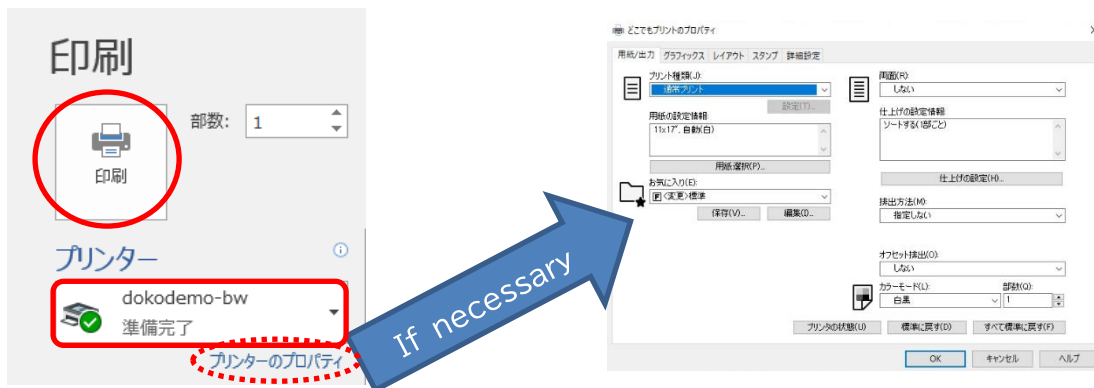 印刷
部数: 1
印刷
プリンター
dokodemo-bw
準備完了
プリンターのプロパティ
If necessary
どこでもプリントのプロパティ
用紙/出力 グラフィックス レイアウト スタンプ 詳細設定
プリント種類(J):
通常プリント
設定(T)...
用紙の設定情報:
11x17", 自動(白)
用紙選択(P)...
お気に入り(E):
<変更>標準
保存(V)... 編集(I)...
両面(R):
しない
仕上げの設定情報:
ソートする(1部ごと)
仕上げの設定(H)...
排出方法(M):
指定しない
オフセット排出(O):
しない
カラーモード(L): 部数(Q):
白黒 1
プリンタの状態(U) 標準に戻す(D) すべて標準に戻す(F)
OK キャンセル ヘルプ